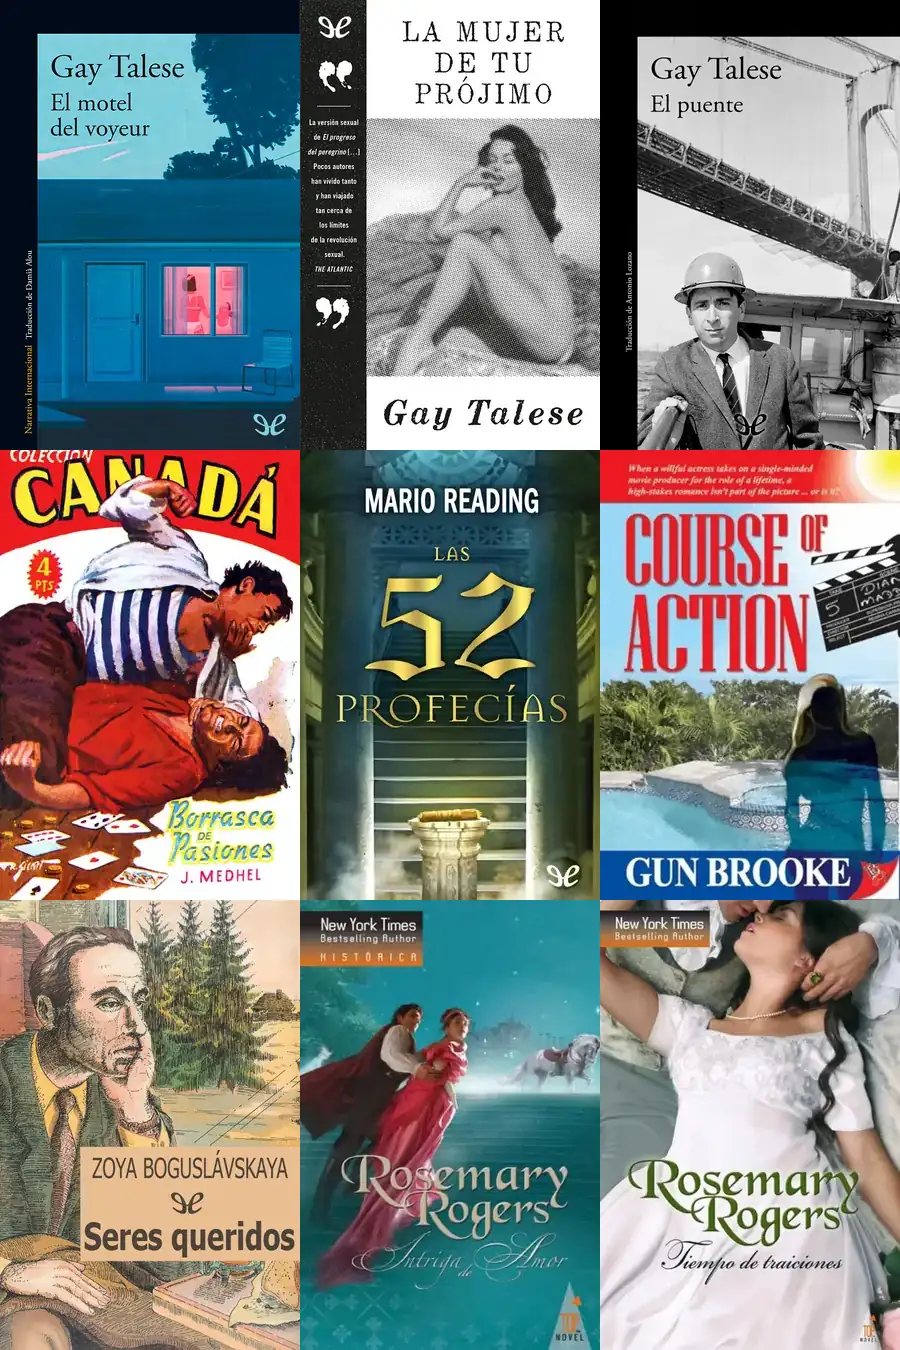 Gay Talese
El motel
del voyeur
Narrativa Internacional Traducción de Damià Alou
La versión sexual
de El progreso
del peregrino [...]
Pocos autores
han vivido tanto
y han viajado
tan cerca de
los límites
de la revolución
sexual.
THE ATLANTIC
LA MUJER
DE TU
PRÓJIMO
Gay Talese
Gay Talese
El puente
Traducción de Antonio Lozano
COLECCIÓN
CANADÁ
4
PTS.
Borrasca
DE
Pasiones
J. MEDHEL
MARIO READING
LAS
52
PROFECÍAS
When a willful actress takes on a single-minded
movie producer for the role of a lifetime, a
high-stakes romance isn't part of the picture ... or is it?
COURSE OF
ACTION
5
GUN BROOKE
ZOYA BOGUSLÁVSKAYA
Seres queridos
New York Times
Bestselling Author
HISTÓRICA
Rosemary
Rogers
Intriga de Amor
TOP
NOVEL
New York Times
Bestselling Author
Rosemary
Rogers
Tiempo de traiciones
TOP
NOVEL